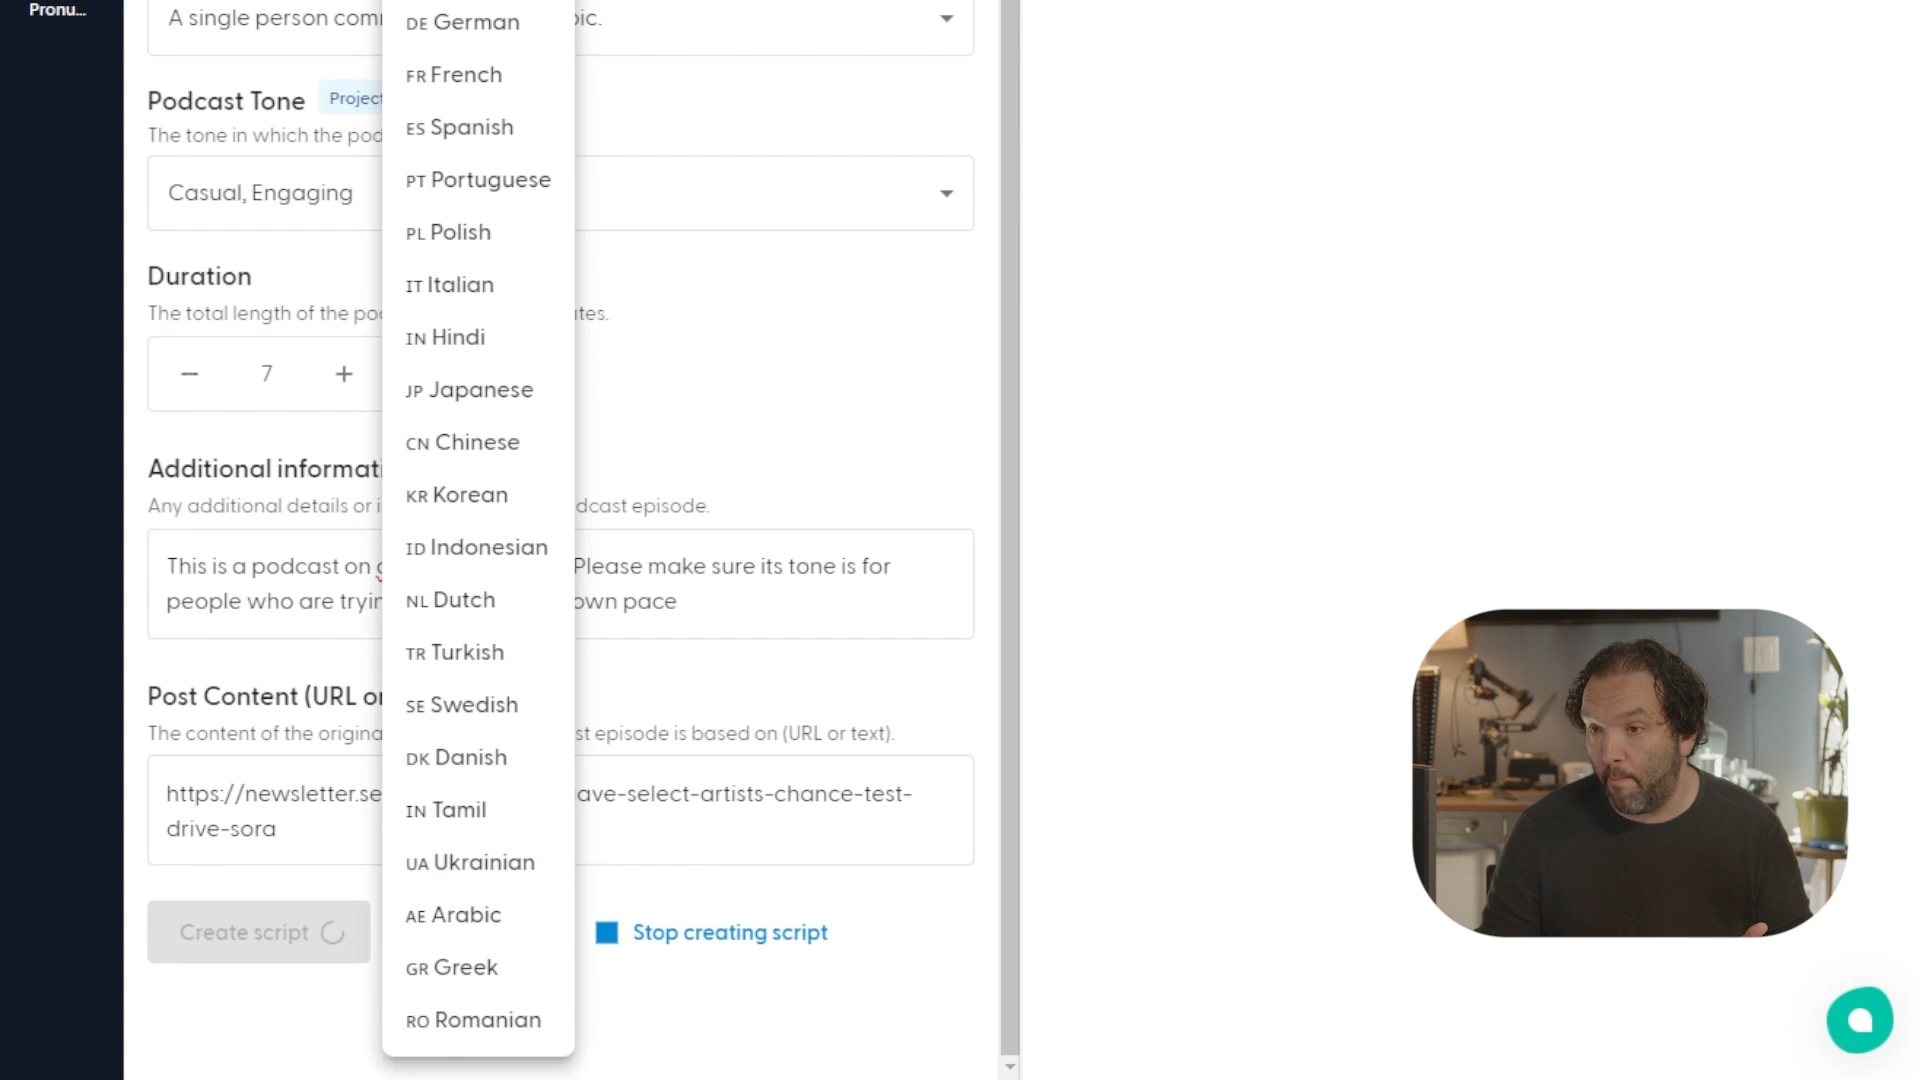 Pronu...
A single person com
pic.
Podcast Tone
Project
The tone in which the pod
Casual, Engaging
Duration
The total length of the po
tes.
7
Additional informati
Any additional details or i
dcast episode.
This is a podcast on
Please make sure its tone is for
people who are tryin
own pace
Post Content (URL or
The content of the origina
st episode is based on (URL or text).
https://newsletter.se
ave-select-artists-chance-test-
drive-sora
Create script
Stop creating script
DE German
FR French
ES Spanish
PT Portuguese
PL Polish
IT Italian
IN Hindi
JP Japanese
CN Chinese
KR Korean
ID Indonesian
NL Dutch
TR Turkish
SE Swedish
DK Danish
IN Tamil
UA Ukrainian
AE Arabic
GR Greek
RO Romanian